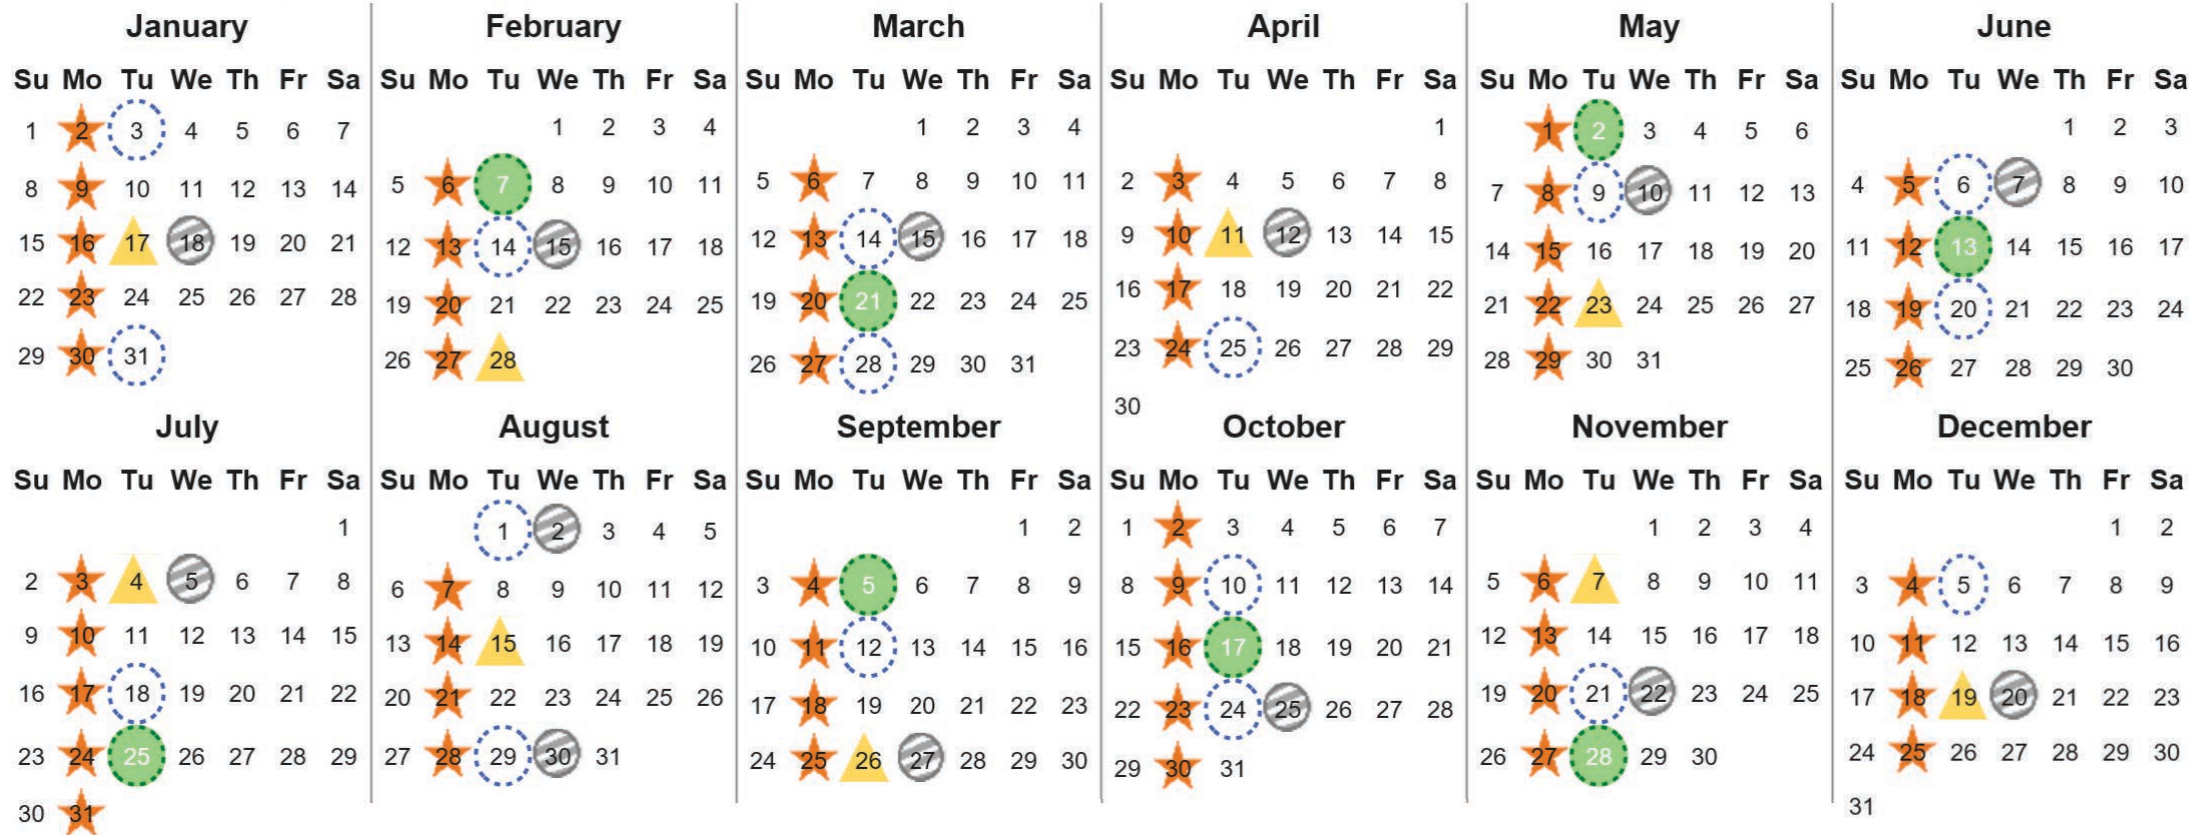 January February March April May June
Su Mo Tu We Th Fr Sa Su Mo Tu We Th Fr Sa Su Mo Tu We Th Fr Sa Su Mo Tu We Th Fr Sa Su Mo Tu We Th Fr Sa Su Mo Tu We Th Fr Sa
1 2 3 4 5 6 7 1 2 3 4 1 2 3 4 1 1 2 3 4 5 6 1 2 3
8 9 10 11 12 13 14 5 6 7 8 9 10 11 5 6 7 8 9 10 11 2 3 4 5 6 7 8 7 8 9 10 11 12 13 4 5 6 7 8 9 10
15 16 17 18 19 20 21 12 13 14 15 16 17 18 12 13 14 15 16 17 18 9 10 11 12 13 14 15 14 15 16 17 18 19 20 11 12 13 14 15 16 17
22 23 24 25 26 27 28 19 20 21 22 23 24 25 19 20 21 22 23 24 25 16 17 18 19 20 21 22 21 22 23 24 25 26 27 18 19 20 21 22 23 24
29 30 31 26 27 28 26 27 28 29 30 31 23 24 25 26 27 28 29 28 29 30 31 25 26 27 28 29 30
30
July August September October November December
Su Mo Tu We Th Fr Sa Su Mo Tu We Th Fr Sa Su Mo Tu We Th Fr Sa Su Mo Tu We Th Fr Sa Su Mo Tu We Th Fr Sa Su Mo Tu We Th Fr Sa
1 1 2 3 4 5 1 2 1 2 3 4 5 6 7 1 2 3 4 1 2
2 3 4 5 6 7 8 6 7 8 9 10 11 12 3 4 5 6 7 8 9 8 9 10 11 12 13 14 5 6 7 8 9 10 11 3 4 5 6 7 8 9
9 10 11 12 13 14 15 13 14 15 16 17 18 19 10 11 12 13 14 15 16 15 16 17 18 19 20 21 12 13 14 15 16 17 18 10 11 12 13 14 15 16
16 17 18 19 20 21 22 20 21 22 23 24 25 26 17 18 19 20 21 22 23 22 23 24 25 26 27 28 19 20 21 22 23 24 25 17 18 19 20 21 22 23
23 24 25 26 27 28 29 27 28 29 30 31 24 25 26 27 28 29 30 29 30 31 26 27 28 29 30 24 25 26 27 28 29 30
30 31 31